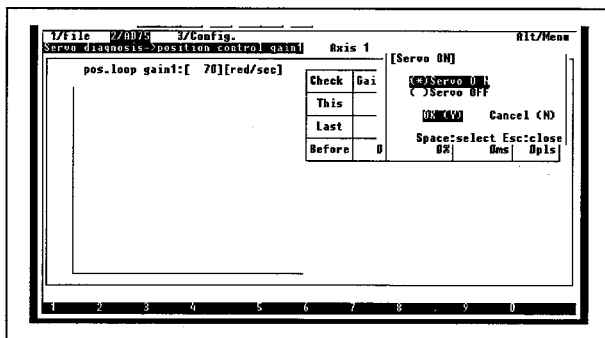 1/File 2/AD75 3/Config. Alt/Menu
Servo diagnosis->position control gain1 Axis 1
[Servo ON]
pos.loop gain1:[ 70][red/sec]
Check Gai
(*)Servo O N
( )Servo OFF
This
OK (Y) Cancel (N)
Last
Space:select Esc:close
Before 0 0% 0ms 0pls
1 2 3 4 5 6 7 8 9 0